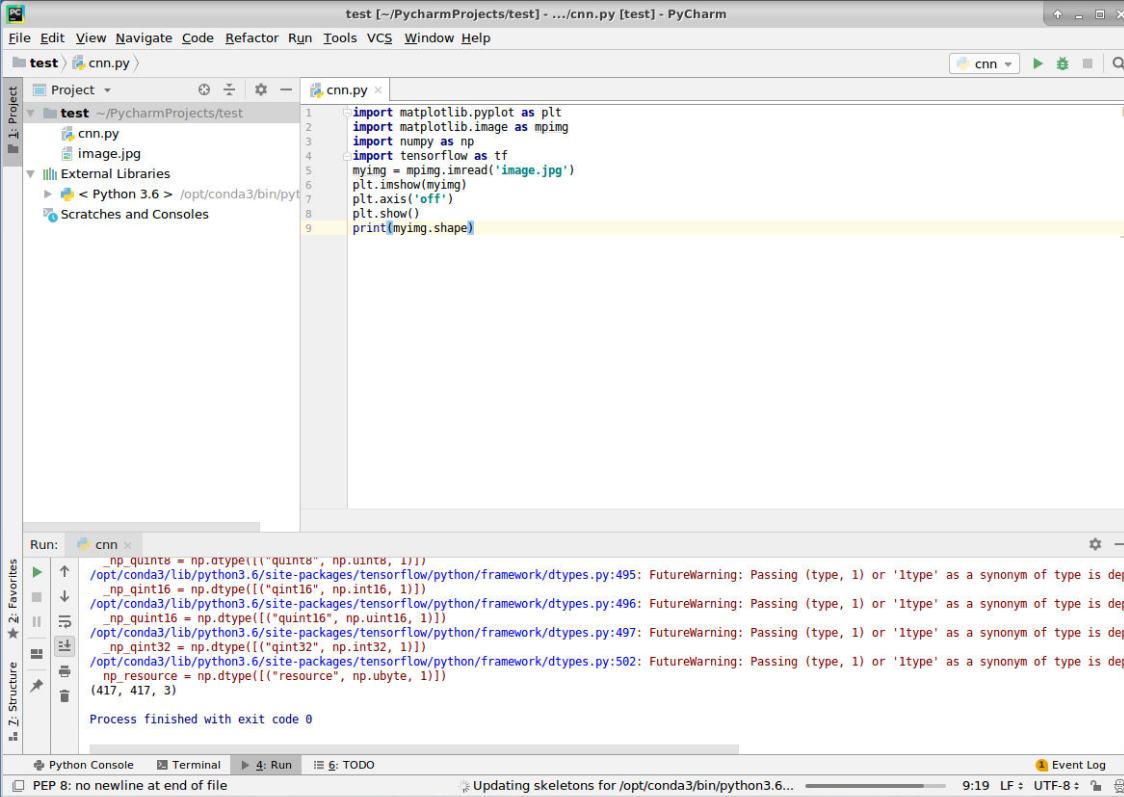 PC
test [~/PycharmProjects/test] - .../cnn.py [test] - PyCharm
File Edit View Navigate Code Refactor Run Tools VCS Window Help
test cnn.py
cnn
1: Project
Project
cnn.py
test ~/PycharmProjects/test
cnn.py
image.jpg
External Libraries
< Python 3.6 > /opt/conda3/bin/pyt
Scratches and Consoles
1 import matplotlib.pyplot as plt
2 import matplotlib.image as mpimg
3 import numpy as np
4 import tensorflow as tf
5 myimg = mpimg.imread('image.jpg')
6 plt.imshow(myimg)
7 plt.axis('off')
8 plt.show()
9 print(myimg.shape)
Run: cnn
2: Favorites
7: Structure
_np_quint8 = np.dtype([("quint8", np.uint8, 1)])
/opt/conda3/lib/python3.6/site-packages/tensorflow/python/framework/dtypes.py:495: FutureWarning: Passing (type, 1) or '1type' as a synonym of type is dep
_np_qint16 = np.dtype([("qint16", np.int16, 1)])
/opt/conda3/lib/python3.6/site-packages/tensorflow/python/framework/dtypes.py:496: FutureWarning: Passing (type, 1) or '1type' as a synonym of type is dep
_np_quint16 = np.dtype([("quint16", np.uint16, 1)])
/opt/conda3/lib/python3.6/site-packages/tensorflow/python/framework/dtypes.py:497: FutureWarning: Passing (type, 1) or '1type' as a synonym of type is dep
_np_qint32 = np.dtype([("qint32", np.int32, 1)])
/opt/conda3/lib/python3.6/site-packages/tensorflow/python/framework/dtypes.py:502: FutureWarning: Passing (type, 1) or '1type' as a synonym of type is dep
np_resource = np.dtype([("resource", np.ubyte, 1)])
(417, 417, 3)
Process finished with exit code 0
Python Console Terminal 4: Run 6: TODO 1 Event Log
PEP 8: no newline at end of file Updating skeletons for /opt/conda3/bin/python3.6... 9:19 LF UTF-8